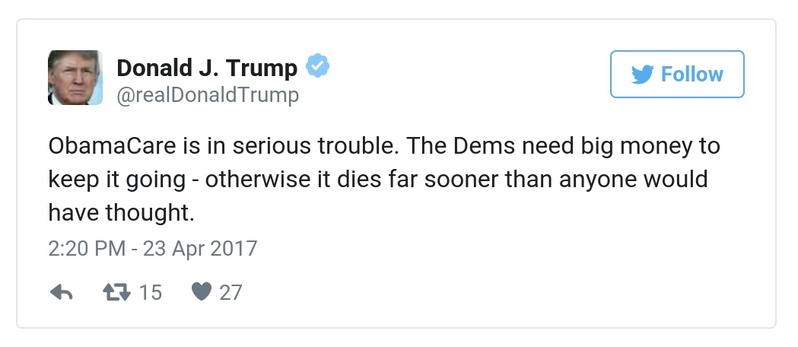 Donald J. Trump
@realDonaldTrump
Follow
ObamaCare is in serious trouble. The Dems need big money to
keep it going - otherwise it dies far sooner than anyone would
have thought.
2:20 PM - 23 Apr 2017
15 27